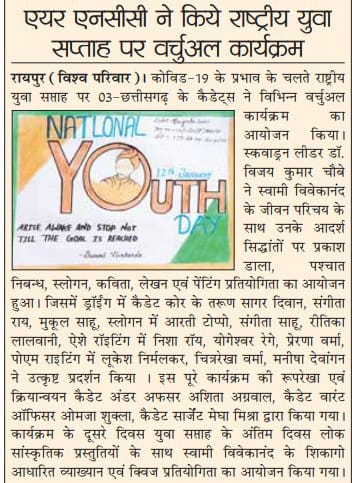 एयर एनसीसी ने किये राष्ट्रीय युवा
सप्ताह पर वर्चुअल कार्यक्रम
रायपुर (विश्व परिवार)। कोविड-19 के प्रभाव के चलते राष्ट्रीय
युवा सप्ताह पर 03-छत्तीसगढ़ के कैडेट्स ने विभिन्न वर्चुअल
कार्यक्रम का
आयोजन किया।
स्कवाड्रन लीडर डॉ.
विजय कुमार चौबे
ने स्वामी विवेकानंद
के जीवन परिचय के
साथ उनके आदर्श
सिद्धांतों पर प्रकाश
डाला, पश्चात
NATIONAL
YOUTH
12TH January
DAY
ARISE AWAKE AND STOP NOT
TILL THE GOAL IS REACHED
- Swami Vivekananda
निबन्ध, स्लोगन, कविता, लेखन एवं पेंटिंग प्रतियोगिता का आयोजन
हुआ। जिसमें ड्रॉईंग में कैडेट कोर के तरूण सागर दिवान, संगीता
राय, मुकूल साहू, स्लोगन में आरती टोप्पो, संगीता साहू, रीतिका
लालवानी, ऐशे रॉइटिंग में निशा रॉय, योगेश्वर रेगे, प्रेरणा वर्मा,
पोएम राइटिंग में लूकेश निर्मलकर, चित्ररेखा वर्मा, मनीषा देवांगन
ने उत्कृष्ट प्रदर्शन किया । इस पूरे कार्यक्रम की रूपरेखा एवं
क्रियान्वयन कैडेट अंडर अफसर अशिता अग्रवाल, कैडेट वारंट
ऑफिसर ओमजा शुक्ला, कैडेट सार्जेंट मेघा मिश्रा द्वारा किया गया।
कार्यक्रम के दूसरे दिवस युवा सप्ताह के अंतिम दिवस लोक
सांस्कृतिक प्रस्तुतियों के साथ स्वामी विवेकानंद के शिकागो
आधारित व्याख्यान एवं क्विज प्रतियोगिता का आयोजन किया गया।